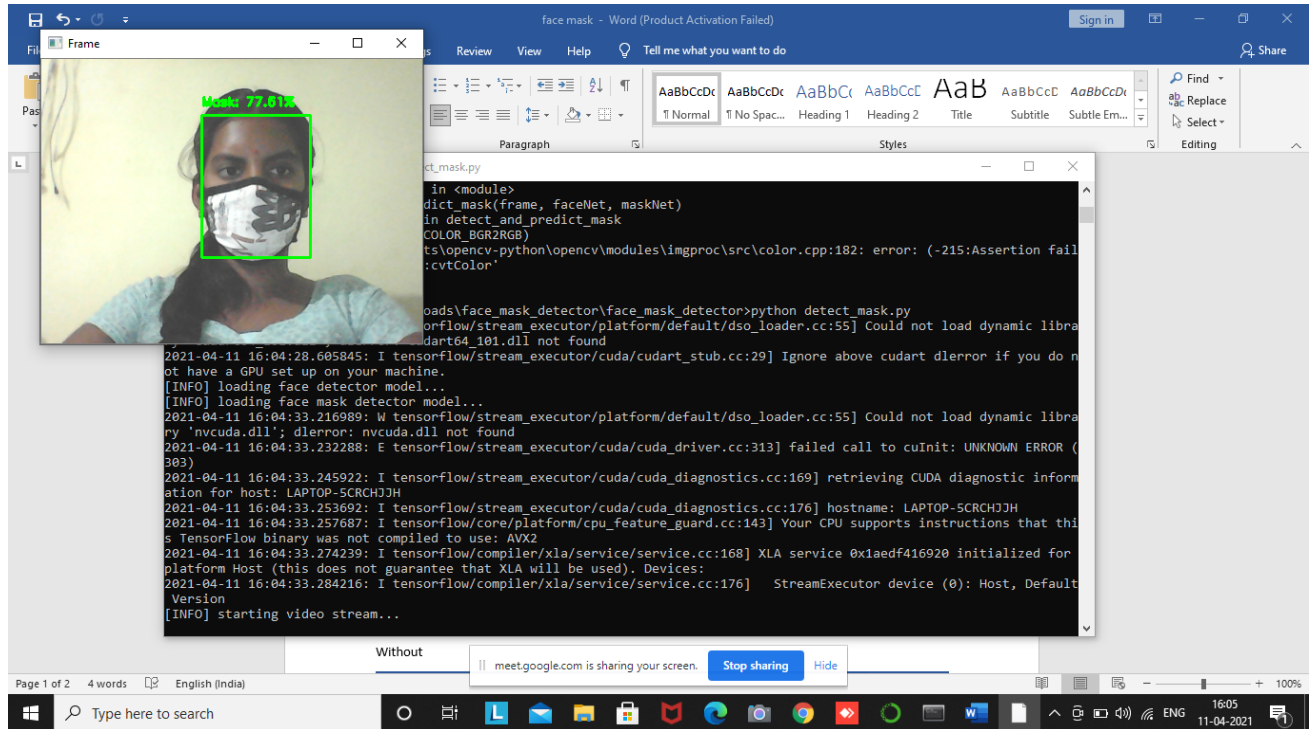 face mask - Word (Product Activation Failed)
Sign in
Frame
Review View Help Tell me what you want to do
Share
AaBbCcDc AaBbCcDc AaBbCc AaBbCcD AaB AaBbCcD AaBbCcDc
¶ Normal ¶ No Spac... Heading 1 Heading 2 Title Subtitle Subtle Em...
Find
Replace
Select
Paragraph Styles Editing
Mask: 77.61%
ct_mask.py
in <module>
dict_mask(frame, faceNet, maskNet)
in detect_and_predict_mask
COLOR_BGR2RGB)
ts\opencv-python\opencv\modules\imgproc\src\color.cpp:182: error: (-215:Assertion fail
:cvtColor'
oads\face_mask_detector\face_mask_detector>python detect_mask.py
orflow/stream_executor/platform/default/dso_loader.cc:55] Could not load dynamic libra
dart64_101.dll not found
2021-04-11 16:04:28.605845: I tensorflow/stream_executor/cuda/cudart_stub.cc:29] Ignore above cudart dlerror if you do n
ot have a GPU set up on your machine.
[INFO] loading face detector model...
[INFO] loading face mask detector model...
2021-04-11 16:04:33.216989: W tensorflow/stream_executor/platform/default/dso_loader.cc:55] Could not load dynamic libra
ry 'nvcuda.dll'; dlerror: nvcuda.dll not found
2021-04-11 16:04:33.232288: E tensorflow/stream_executor/cuda/cuda_driver.cc:313] failed call to cuInit: UNKNOWN ERROR (
303)
2021-04-11 16:04:33.245922: I tensorflow/stream_executor/cuda/cuda_diagnostics.cc:169] retrieving CUDA diagnostic inform
ation for host: LAPTOP-5CRCHJJH
2021-04-11 16:04:33.253692: I tensorflow/stream_executor/cuda/cuda_diagnostics.cc:176] hostname: LAPTOP-5CRCHJJH
2021-04-11 16:04:33.257687: I tensorflow/core/platform/cpu_feature_guard.cc:143] Your CPU supports instructions that thi
s TensorFlow binary was not compiled to use: AVX2
2021-04-11 16:04:33.274239: I tensorflow/compiler/xla/service/service.cc:168] XLA service 0x1aedf416920 initialized for
platform Host (this does not guarantee that XLA will be used). Devices:
2021-04-11 16:04:33.284216: I tensorflow/compiler/xla/service/service.cc:176] StreamExecutor device (0): Host, Default
Version
[INFO] starting video stream...
Without
meet.google.com is sharing your screen. Stop sharing Hide
Page 1 of 2 4 words English (India) 100%
Type here to search
ENG
16:05
11-04-2021